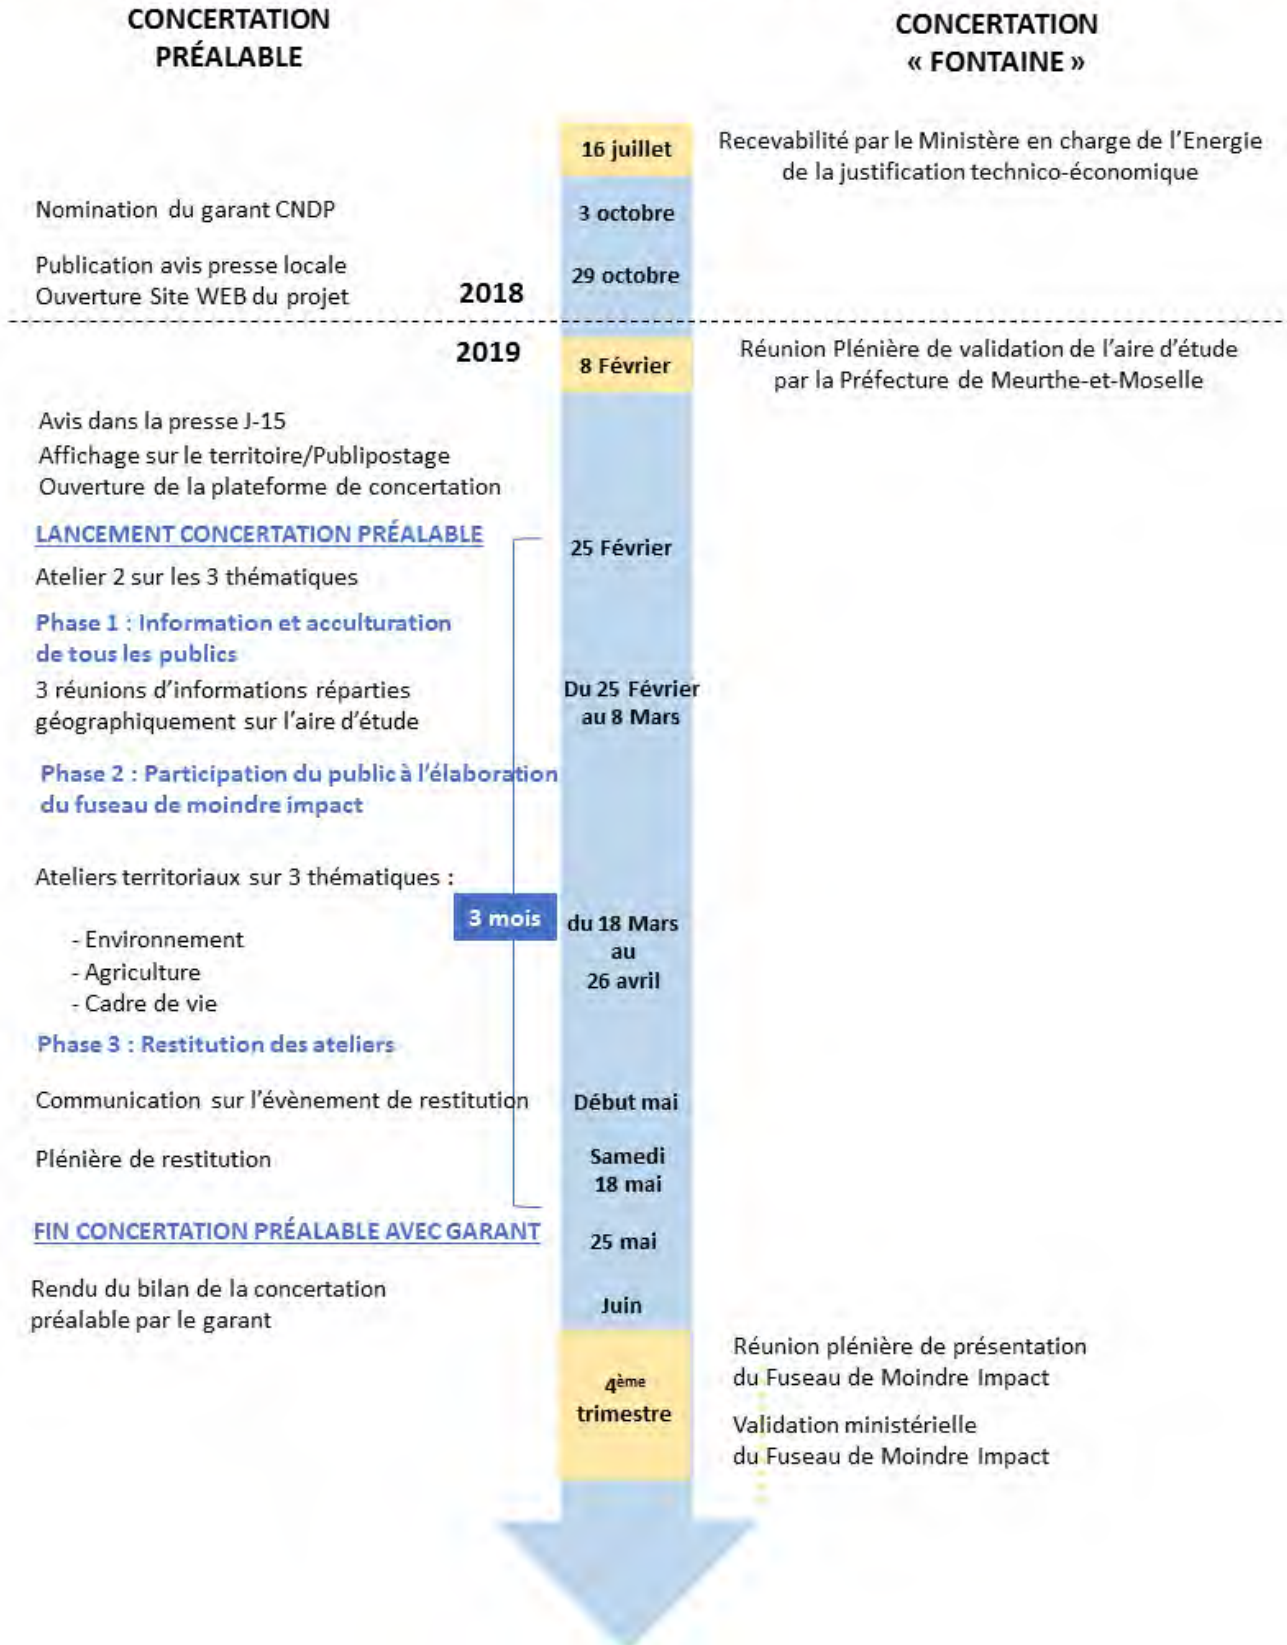 CONCERTATION
PRÉALABLE
CONCERTATION
« FONTAINE »
16 juillet
Recevabilité par le Ministère en charge de l'Energie
de la justification technico-économique
Nomination du garant CNDP
3 octobre
Publication avis presse locale
Ouverture Site WEB du projet
29 octobre
2018
2019
8 Février
Réunion Plénière de validation de l'aire d'étude
par la Préfecture de Meurthe-et-Moselle
Avis dans la presse J-15
Affichage sur le territoire/Publipostage
Ouverture de la plateforme de concertation
LANCEMENT CONCERTATION PRÉALABLE
25 Février
Atelier 2 sur les 3 thématiques
Phase 1 : Information et acculturation
de tous les publics
3 réunions d'informations réparties
géographiquement sur l'aire d'étude
Du 25 Février
au 8 Mars
Phase 2 : Participation du public à l'élaboration
du fuseau de moindre impact
Ateliers territoriaux sur 3 thématiques :
- Environnement
- Agriculture
- Cadre de vie
3 mois
du 18 Mars
au
26 avril
Phase 3 : Restitution des ateliers
Communication sur l'évènement de restitution
Début mai
Plénière de restitution
Samedi
18 mai
FIN CONCERTATION PRÉALABLE AVEC GARANT
25 mai
Rendu du bilan de la concertation
préalable par le garant
Juin
4ème
trimestre
Réunion plénière de présentation
du Fuseau de Moindre Impact
Validation ministérielle
du Fuseau de Moindre Impact